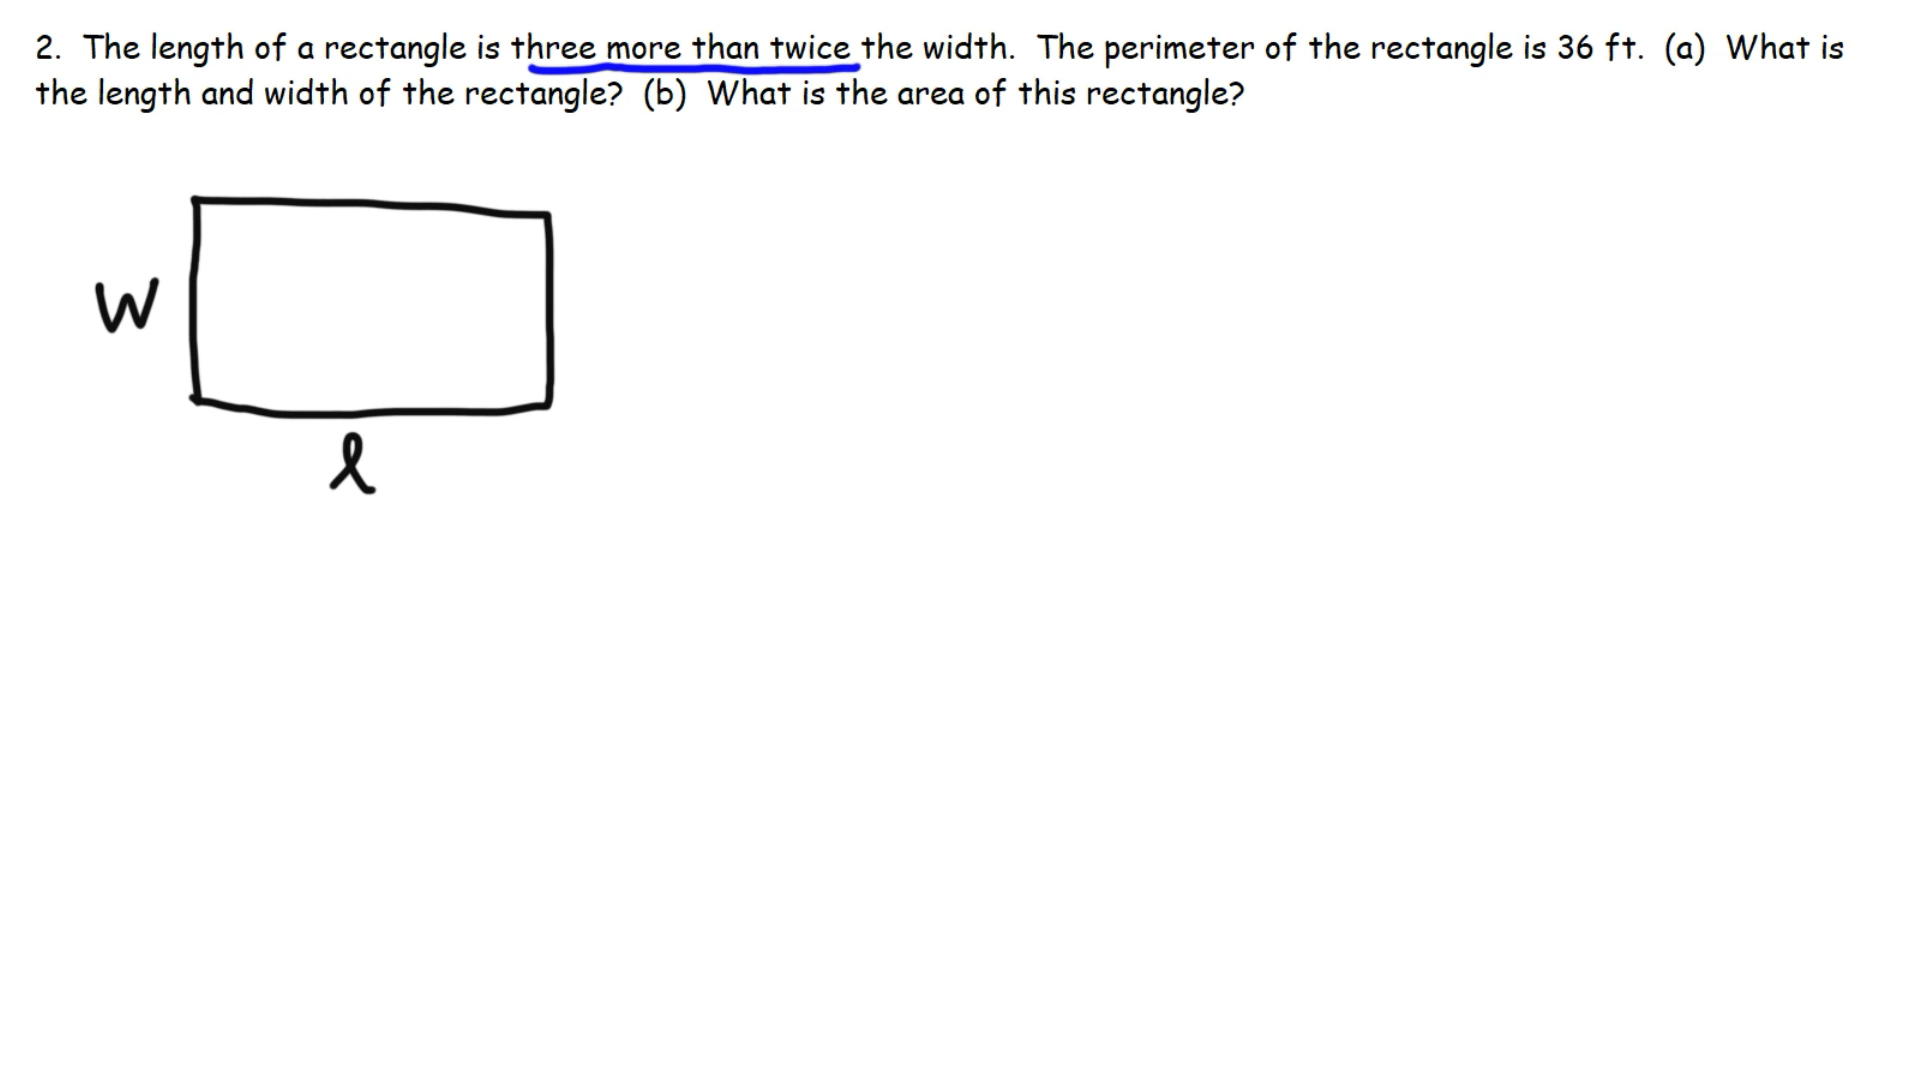 2. The length of a rectangle is three more than twice the width. The perimeter of the rectangle is 36 ft. (a) What is
the length and width of the rectangle? (b) What is the area of this rectangle?
W
l